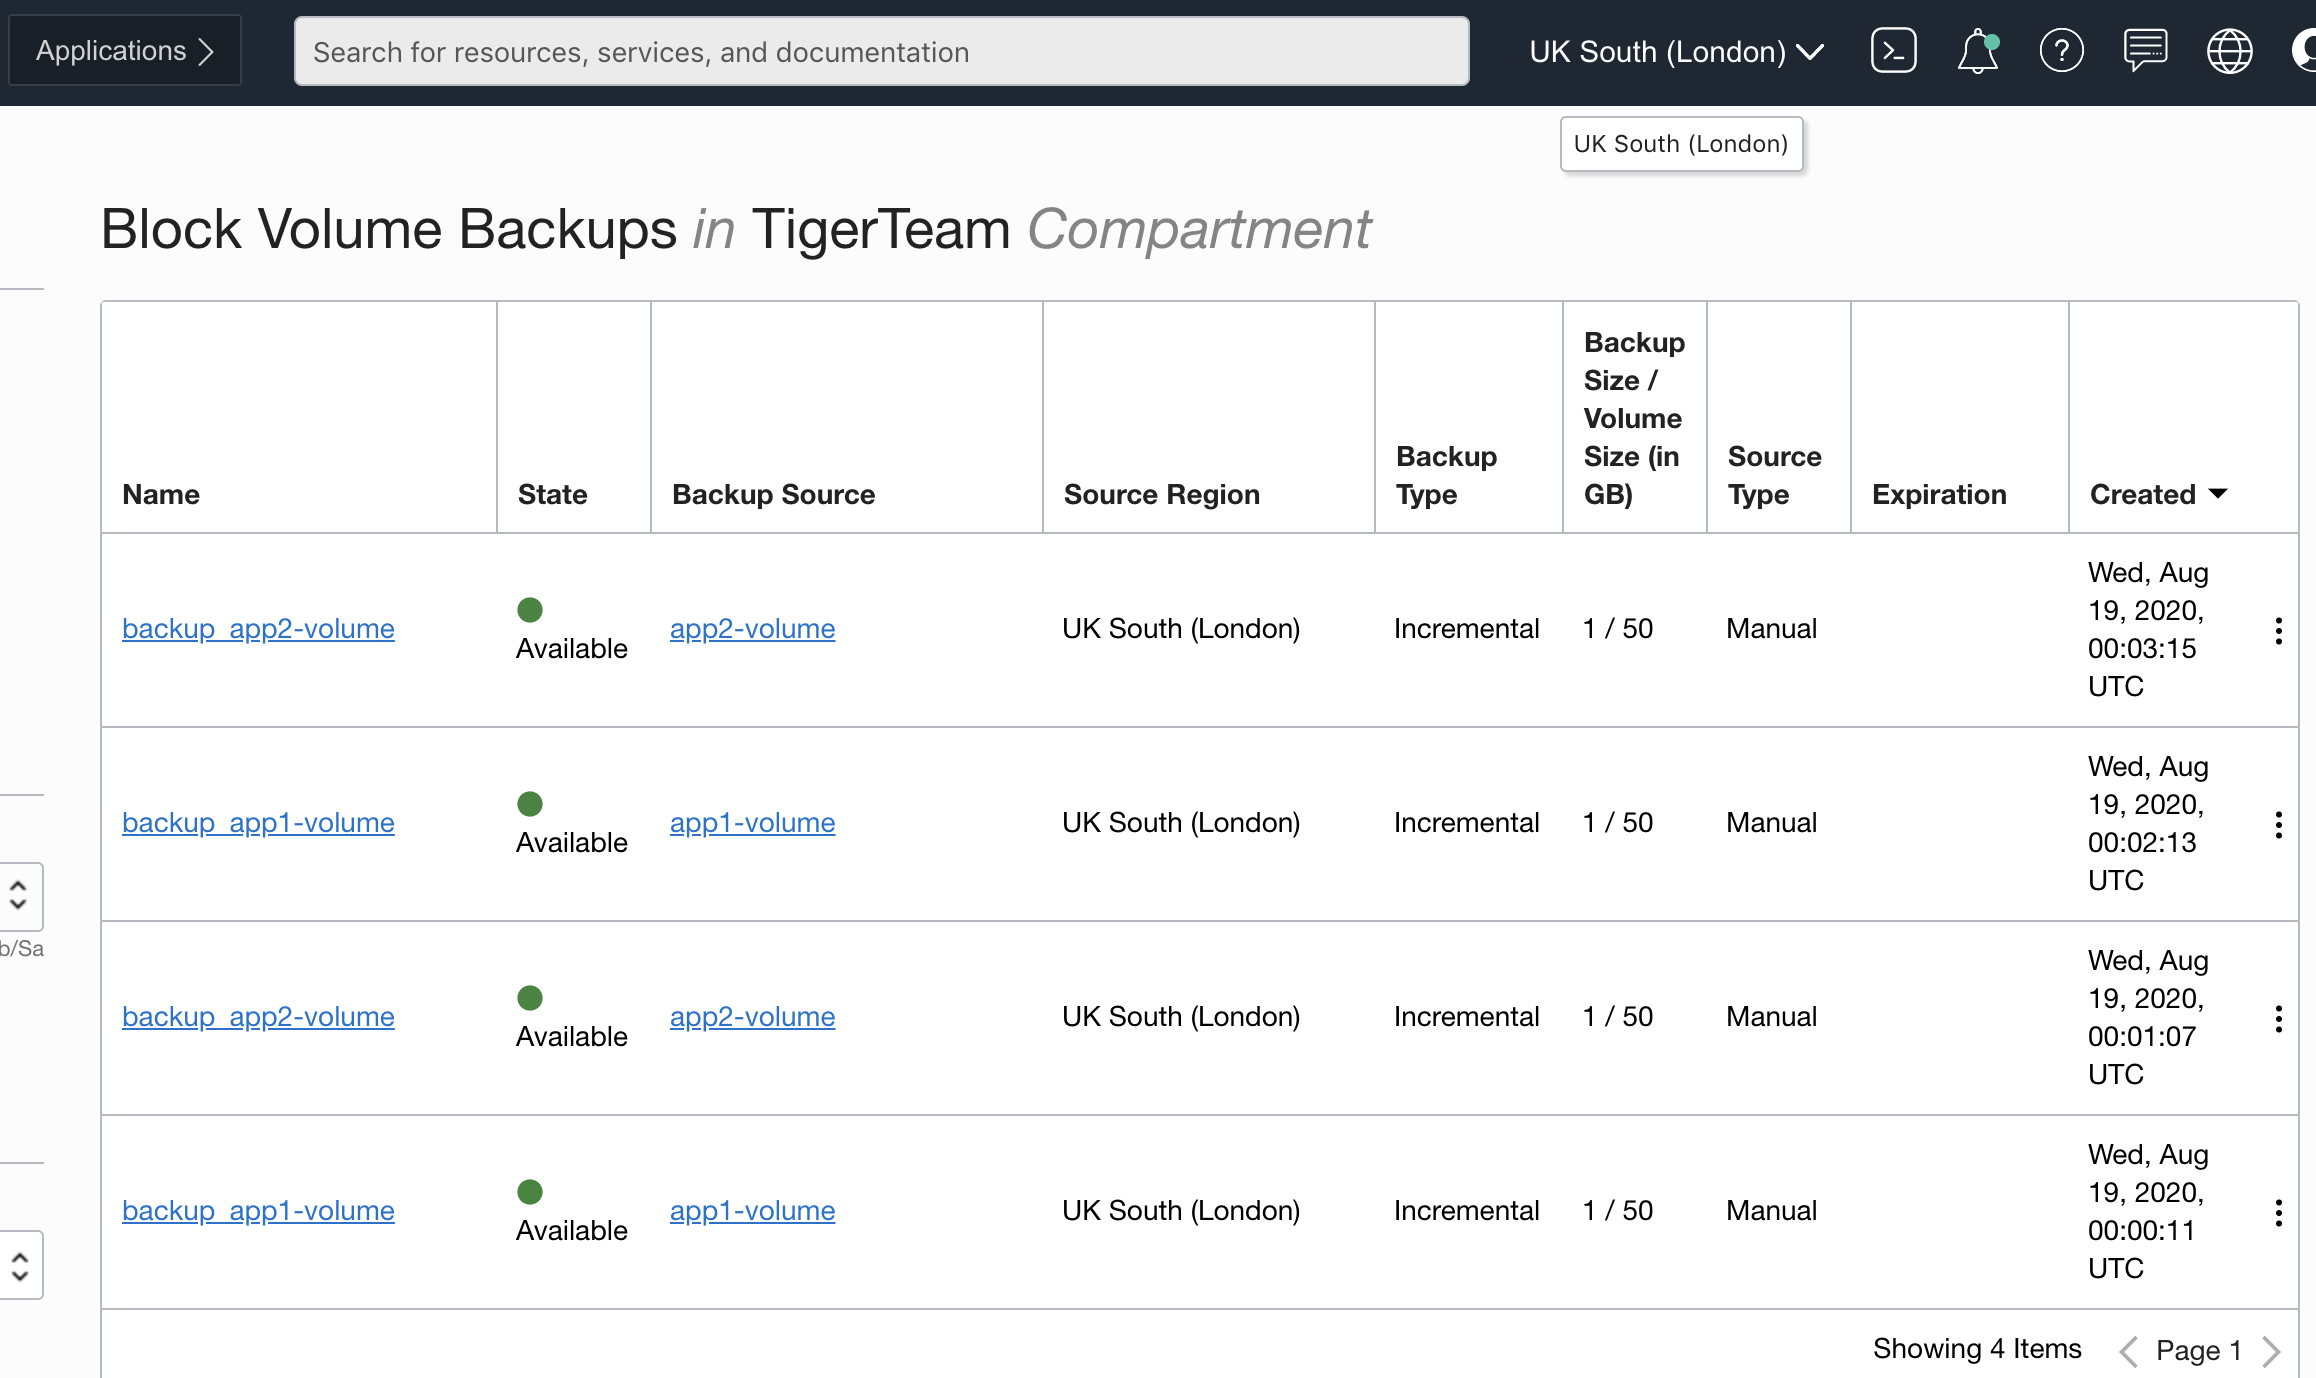 Applications
Search for resources, services, and documentation
UK South (London)
UK South (London)
Block Volume Backups in TigerTeam Compartment
Name
State
Backup Source
Source Region
Backup
Type
Backup
Size /
Volume
Size (in
GB)
Source
Type
Expiration
Created
backup_app2-volume
Available
app2-volume
UK South (London)
Incremental
1 / 50
Manual
Wed, Aug
19, 2020,
00:03:15
UTC
backup_app1-volume
Available
app1-volume
UK South (London)
Incremental
1 / 50
Manual
Wed, Aug
19, 2020,
00:02:13
UTC
b/Sa
backup_app2-volume
Available
app2-volume
UK South (London)
Incremental
1 / 50
Manual
Wed, Aug
19, 2020,
00:01:07
UTC
backup_app1-volume
Available
app1-volume
UK South (London)
Incremental
1 / 50
Manual
Wed, Aug
19, 2020,
00:00:11
UTC
Showing 4 Items
Page 1